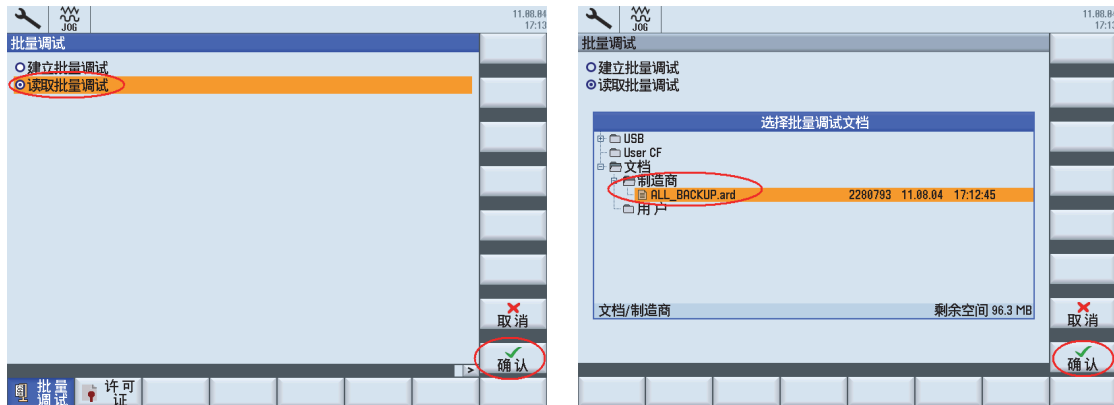 JOG
11.08.04
17:13
批量调试
建立批量调试
读取批量调试
取消
确认
批量
调试
许可
证
JOG
11.08.04
17:13
批量调试
建立批量调试
读取批量调试
选择批量调试文档
USB
User CF
文档
制造商
ALL_BACKUP.ard 2280793 11.08.04 17:12:45
用户
文档/制造商 剩余空间 96.3 MB
取消
确认